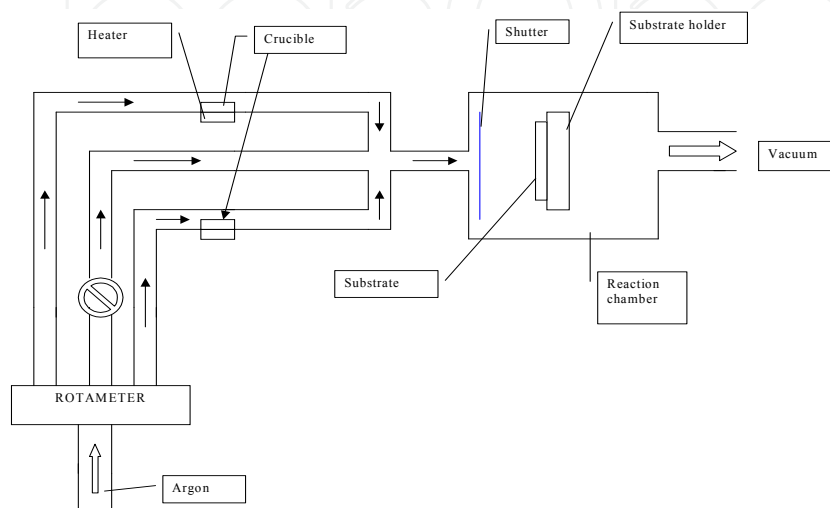 Heater
Crucible
Shutter
Substrate holder
Vacuum
Substrate
Reaction
chamber
ROTAMETER
Argon